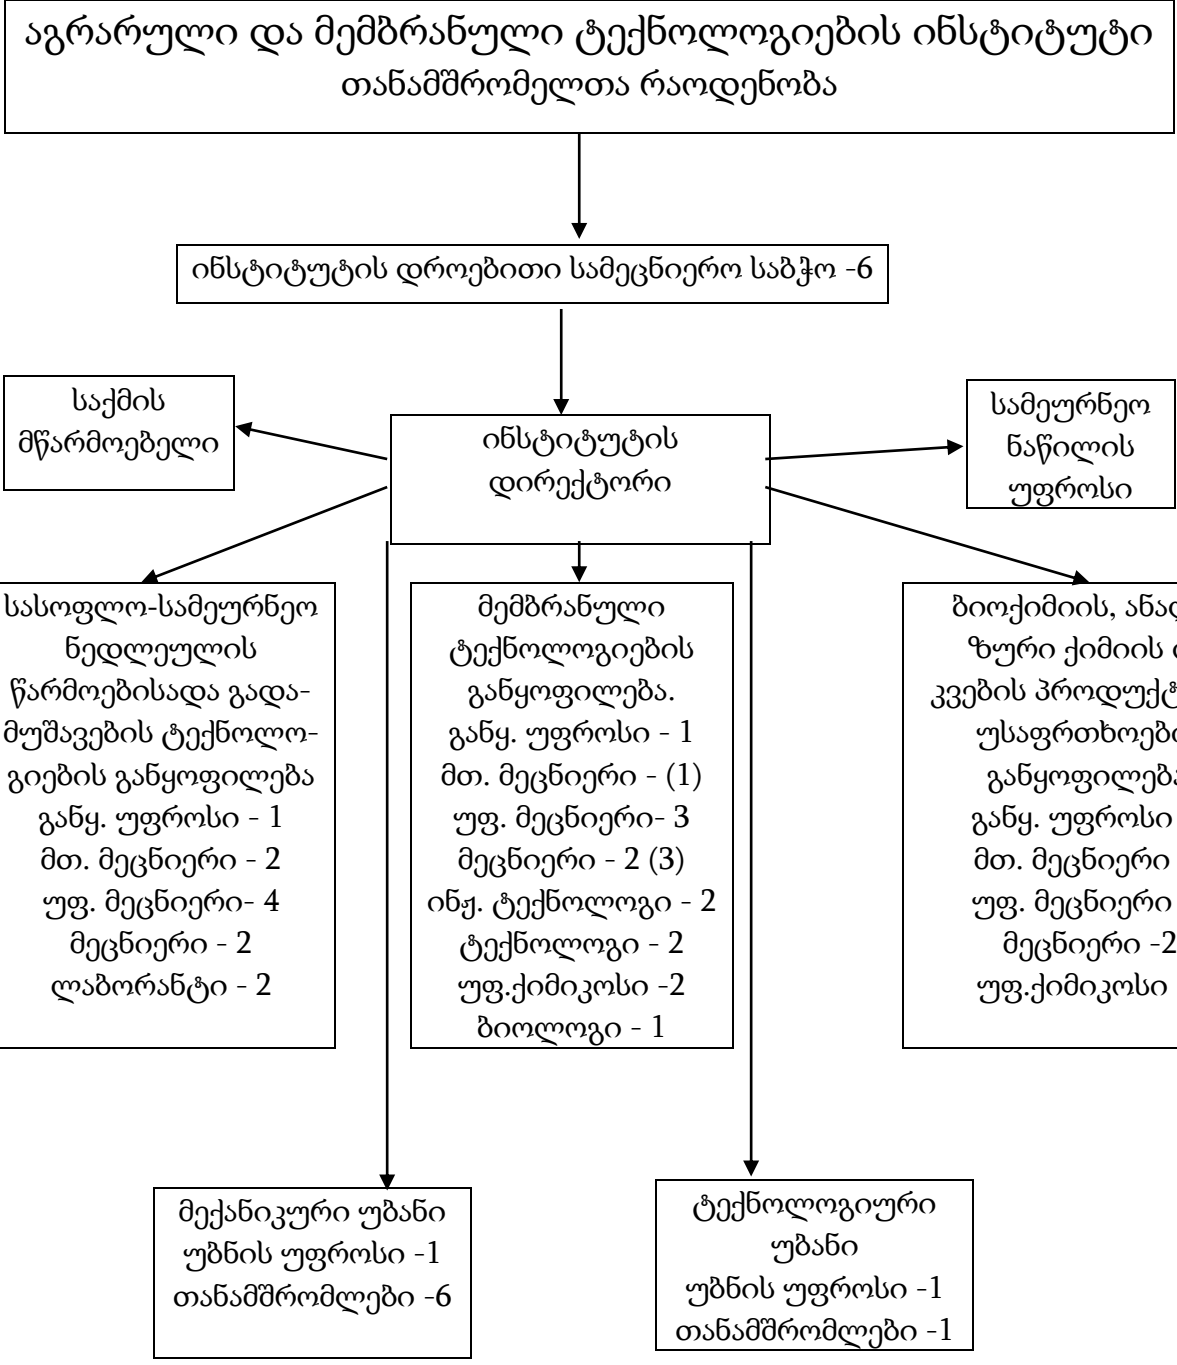 აგრარული და მემბრანული ტექნოლოგიების ინსტიტუტი
თანამშრომელთა რაოდენობა
ინსტიტუტის დროებითი სამეცნიერო საბჭო -6
საქმის
მწარმოებელი
ინსტიტუტის
დირექტორი
სამეურნეო
ნაწილის
უფროსი
სასოფლო-სამეურნეო
ნედლეულის
წარმოებისადა გადა-
მუშავების ტექნოლო-
გიების განყოფილება
განყ. უფროსი - 1
მთ. მეცნიერი - 2
უფ. მეცნიერი- 4
მეცნიერი - 2
ლაბორანტი - 2
მემბრანული
ტექნოლოგიების
განყოფილება.
განყ. უფროსი - 1
მთ. მეცნიერი - (1)
უფ. მეცნიერი- 3
მეცნიერი - 2 (3)
ინჟ. ტექნოლოგი - 2
ტექნოლოგი - 2
უფ.ქიმიკოსი -2
ბიოლოგი - 1
ბიოქიმიის,
ზური ქიმიის
კვების
განყ. უფროსი
მთ. მეცნიერი
უფ. მეცნიერი
მეცნიერი -2
უფ.ქიმიკოსი
მექანიკური უბანი
უბნის უფროსი -1
თანამშრომლები -6
ტექნოლოგიური
უბანი
უბნის უფროსი -1
თანამშრომლები -1